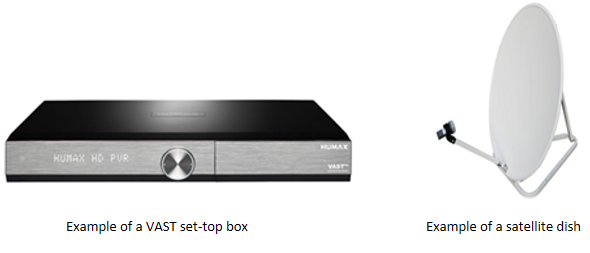 HUMAX HD PVR
HUMAX
VAST
Example of a VAST set-top box
Example of a satellite dish